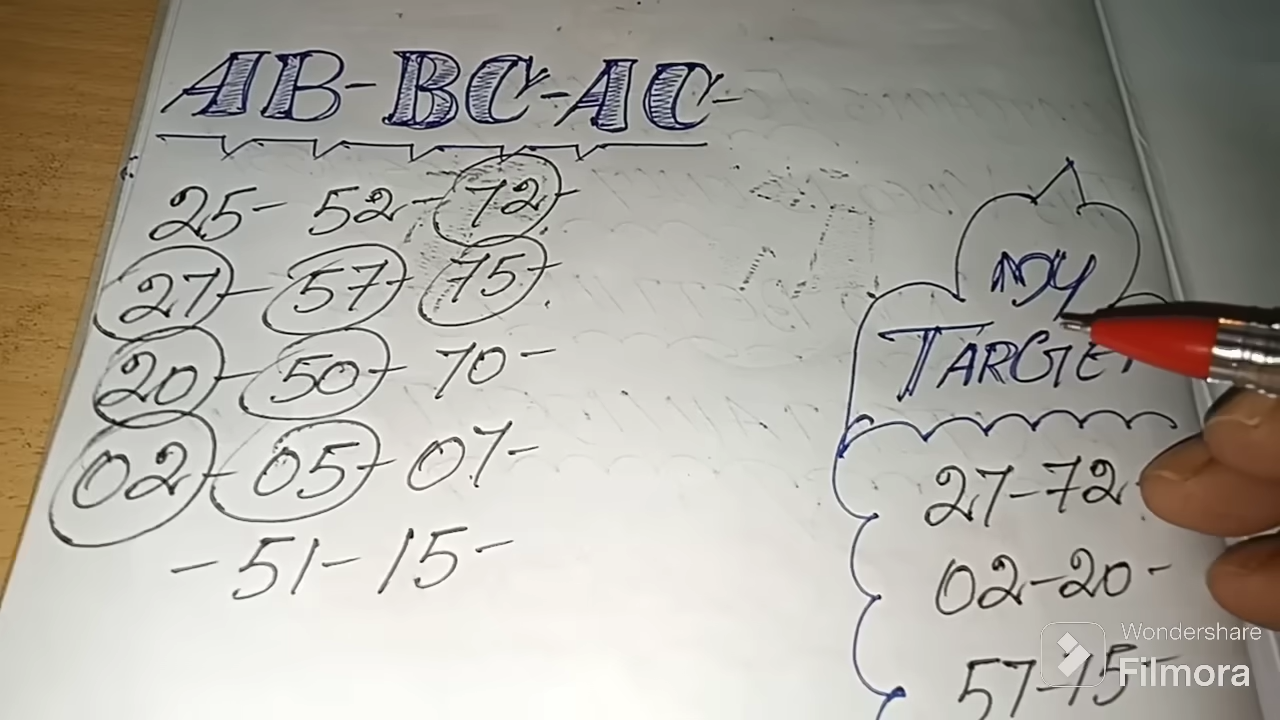 AB-BC-AC-
25- 52- 72-
27- 57- 75-
20- 50- 70-
02- 05- 07-
- 51- 15-
MY
TARGET
27-72-
02-20-
57-75-
Wondershare
Filmora